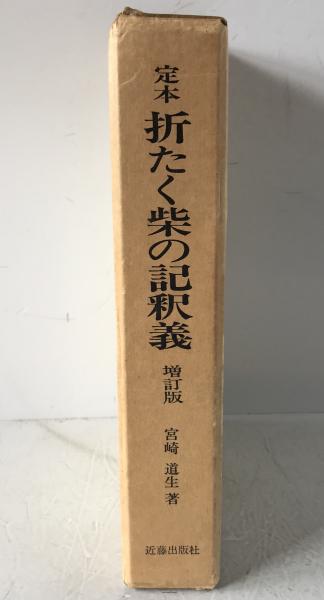 定本
折たく柴の記釈義
増訂版
宮崎 道生 著
近藤出版社